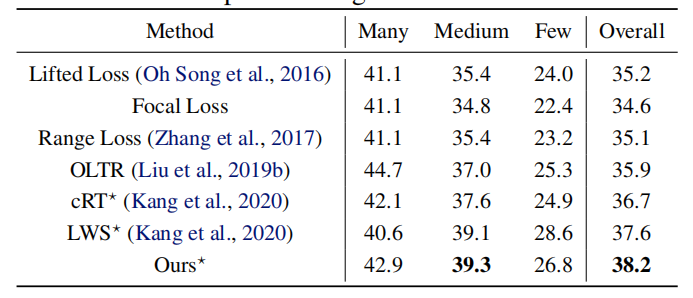 Method Many Medium Few Overall
Lifted Loss (Oh Song et al., 2016) 41.1 35.4 24.0 35.2
Focal Loss 41.1 34.8 22.4 34.6
Range Loss (Zhang et al., 2017) 41.1 35.4 23.2 35.1
OLTR (Liu et al., 2019b) 44.7 37.0 25.3 35.9
cRT* (Kang et al., 2020) 42.1 37.6 24.9 36.7
LWS* (Kang et al., 2020) 40.6 39.1 28.6 37.6
Ours* 42.9 39.3 26.8 38.2